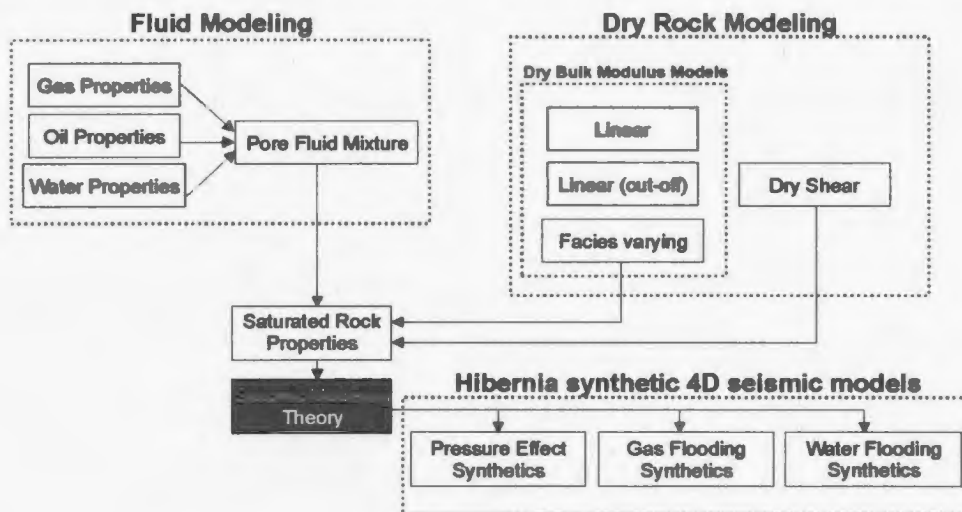 Fluid Modeling
Gas Properties
Oil Properties
Water Properties
Pore Fluid Mixture
Dry Rock Modeling
Dry Bulk Modulus Models
Linear
Linear (cut-off)
Facies varying
Dry Shear
Saturated Rock
Properties
Theory
Hibernia synthetic 4D seismic models
Pressure Effect
Synthetics
Gas Flooding
Synthetics
Water Flooding
Synthetics